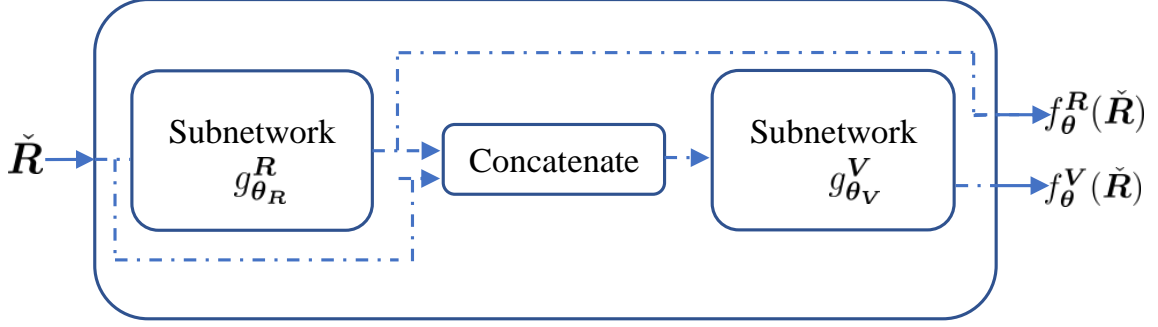 Ř
Subnetwork
g^R_{θ_R}
Concatenate
Subnetwork
g^V_{θ_V}
f^R_θ(Ř)
f^V_θ(Ř)